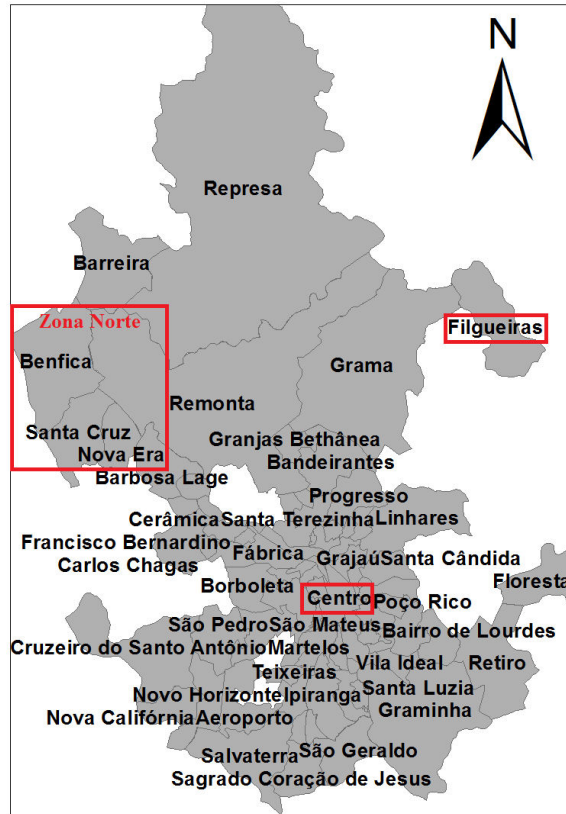 N
Represa
Barreira
Zona Norte
Filgueiras
Benfica
Grama
Remonta
Santa Cruz
Granjas Bethânea
Nova Era
Bandeirantes
Barbosa Lage
Progresso
Cerâmica Santa Terezinha Linhares
Francisco Bernardino
Fábrica
Grajaú Santa Cândida
Carlos Chagas
Floresta
Borboleta
Centro
Poço Rico
São Pedro São Mateus
Bairro de Lourdes
Cruzeiro do Santo Antônio Martelos
Vila Ideal
Retiro
Teixeiras
Novo Horizonte Ipiranga
Santa Luzia
Nova Califórnia Aeroporto
Graminha
São Geraldo
Salvaterra
Sagrado Coração de Jesus